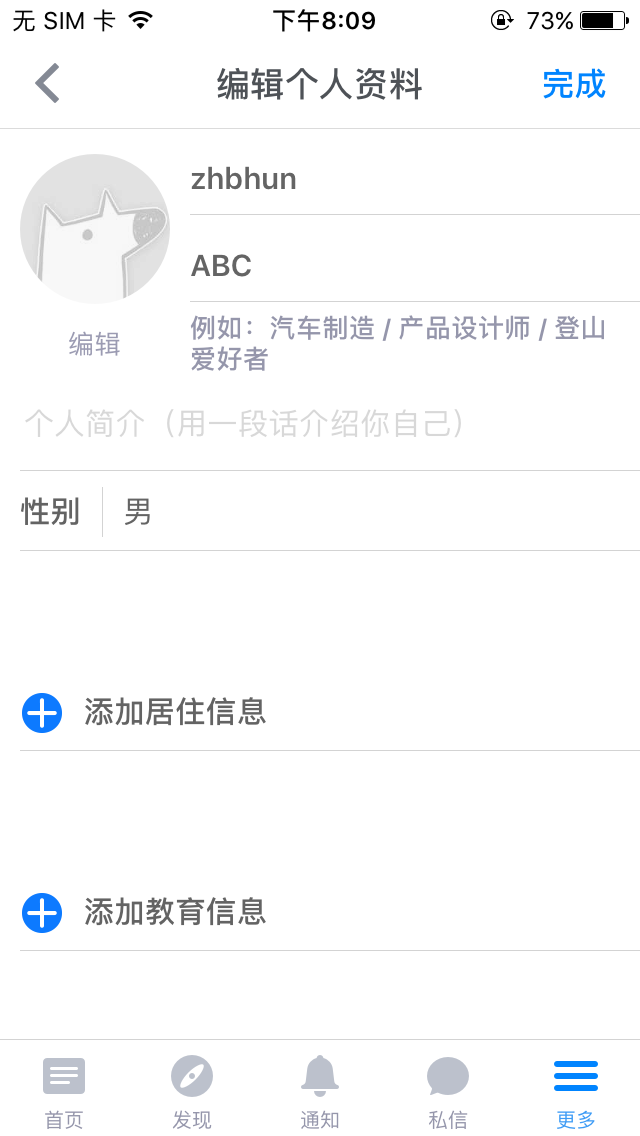 无 SIM 卡 下午8:09 73%
编辑个人资料 完成
zhbhun
ABC
编辑
例如：汽车制造 / 产品设计师 / 登山
爱好者
个人简介（用一段话介绍你自己）
性别 男
添加居住信息
添加教育信息
首页 发现 通知 私信 更多